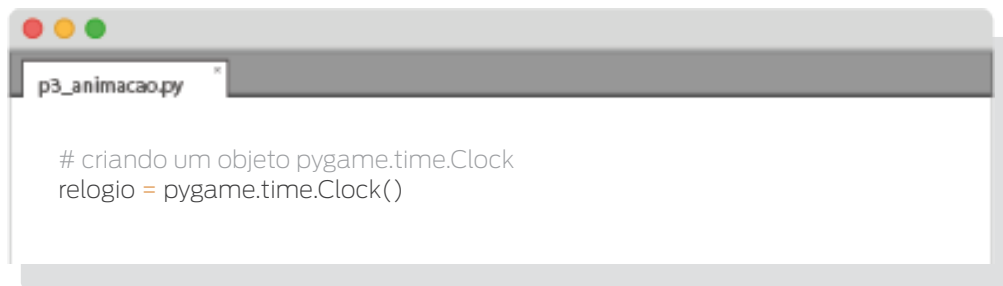 p3_animacao.py ×
# criando um objeto pygame.time.Clock
relogio = pygame.time.Clock()